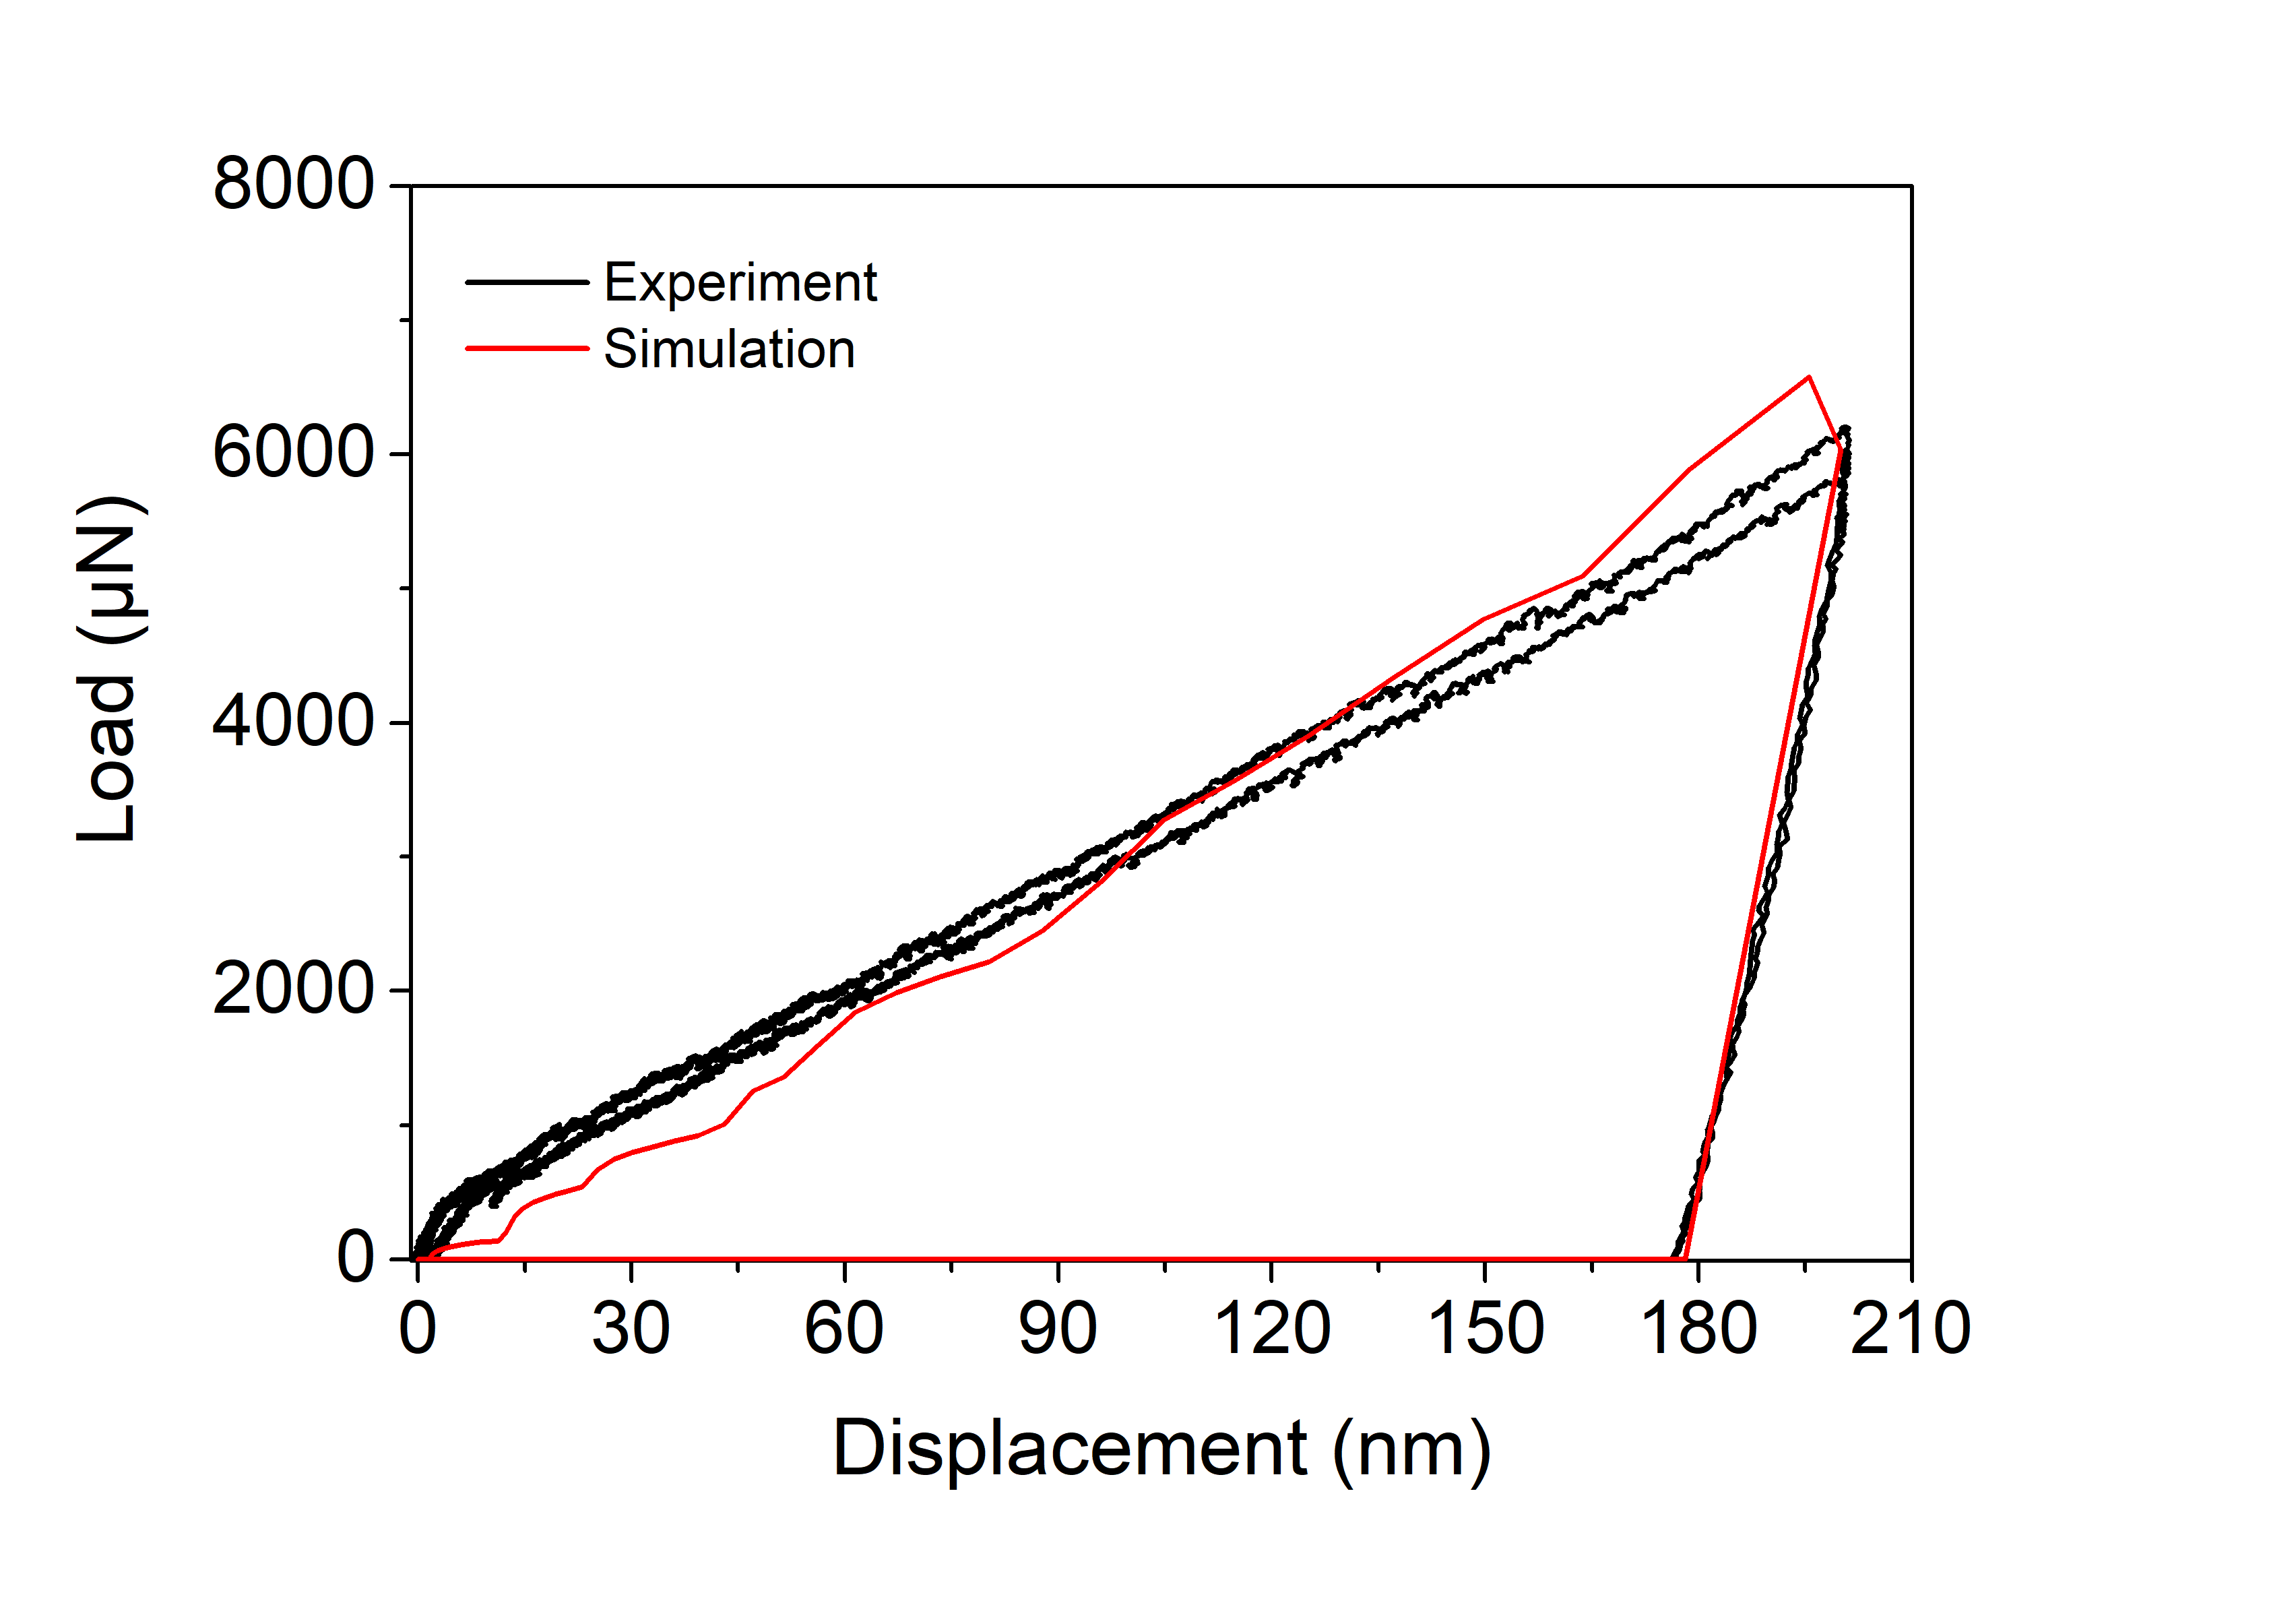 8000
6000
4000
2000
0
Load (μN)
Experiment
Simulation
0 30 60 90 120 150 180 210
Displacement (nm)